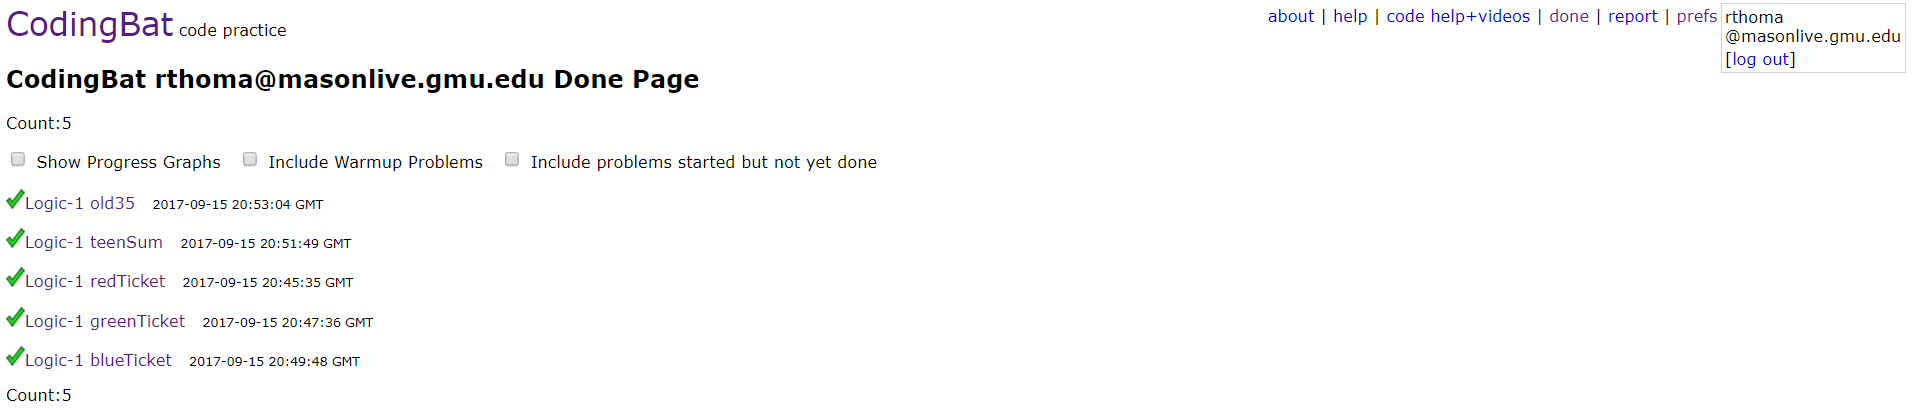 CodingBat code practice
about | help | code help+videos | done | report | prefs
rthoma
@masonlive.gmu.edu
[log out]
CodingBat rthoma@masonlive.gmu.edu Done Page
Count:5
Show Progress Graphs Include Warmup Problems Include problems started but not yet done
Logic-1 old35 2017-09-15 20:53:04 GMT
Logic-1 teenSum 2017-09-15 20:51:49 GMT
Logic-1 redTicket 2017-09-15 20:45:35 GMT
Logic-1 greenTicket 2017-09-15 20:47:36 GMT
Logic-1 blueTicket 2017-09-15 20:49:48 GMT
Count:5